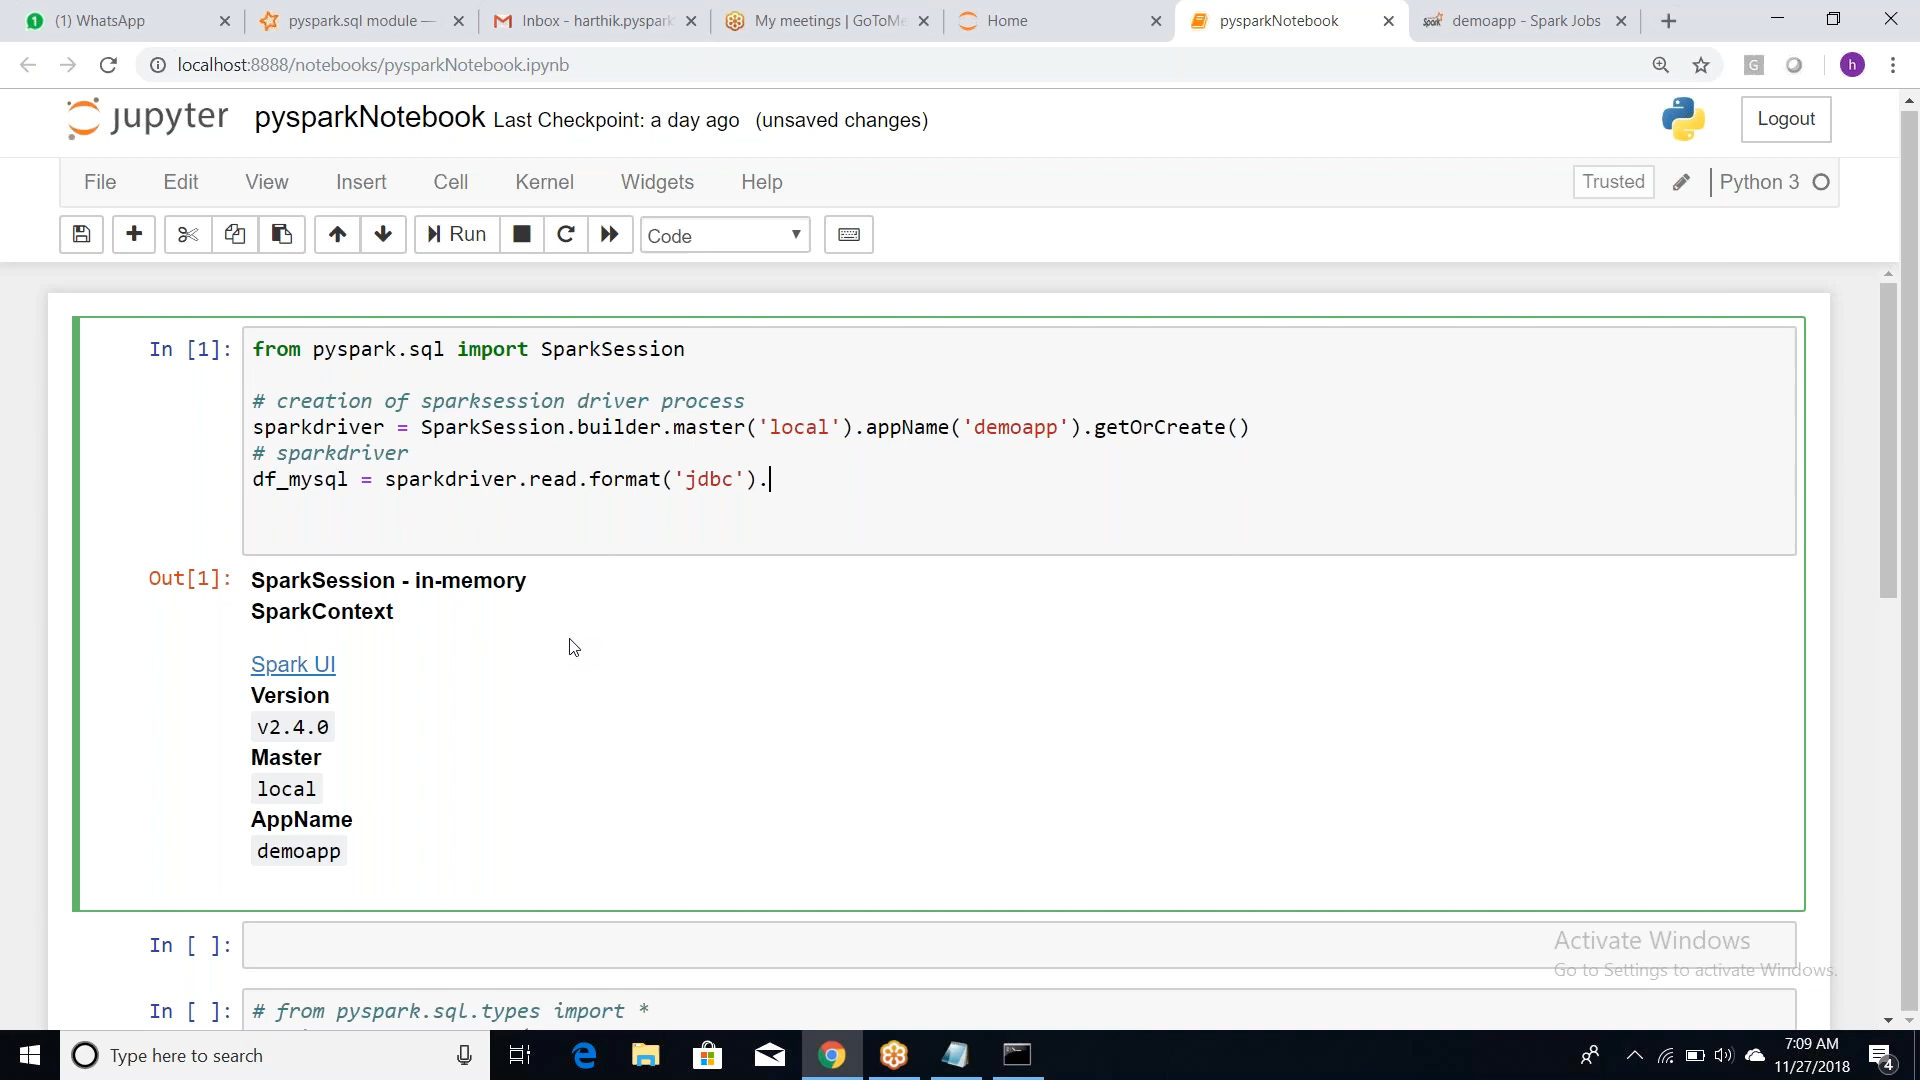 (1) WhatsApp
pyspark.sql module —
Inbox - harthik.pyspark
My meetings | GoToMe
Home
pysparkNotebook
demoapp - Spark Jobs
localhost:8888/notebooks/pysparkNotebook.ipynb
G
h
jupyter pysparkNotebook Last Checkpoint: a day ago (unsaved changes)
Logout
File Edit View Insert Cell Kernel Widgets Help
Trusted
Python 3
Run
Code
In [1]: from pyspark.sql import SparkSession
# creation of sparksession driver process
sparkdriver = SparkSession.builder.master('local').appName('demoapp').getOrCreate()
# sparkdriver
df_mysql = sparkdriver.read.format('jdbc').
Out[1]: SparkSession - in-memory
SparkContext
Spark UI
Version
v2.4.0
Master
local
AppName
demoapp
In [ ]:
Activate Windows
Go to Settings to activate Windows.
In [ ]: # from pyspark.sql.types import *
Type here to search
7:09 AM
11/27/2018
4